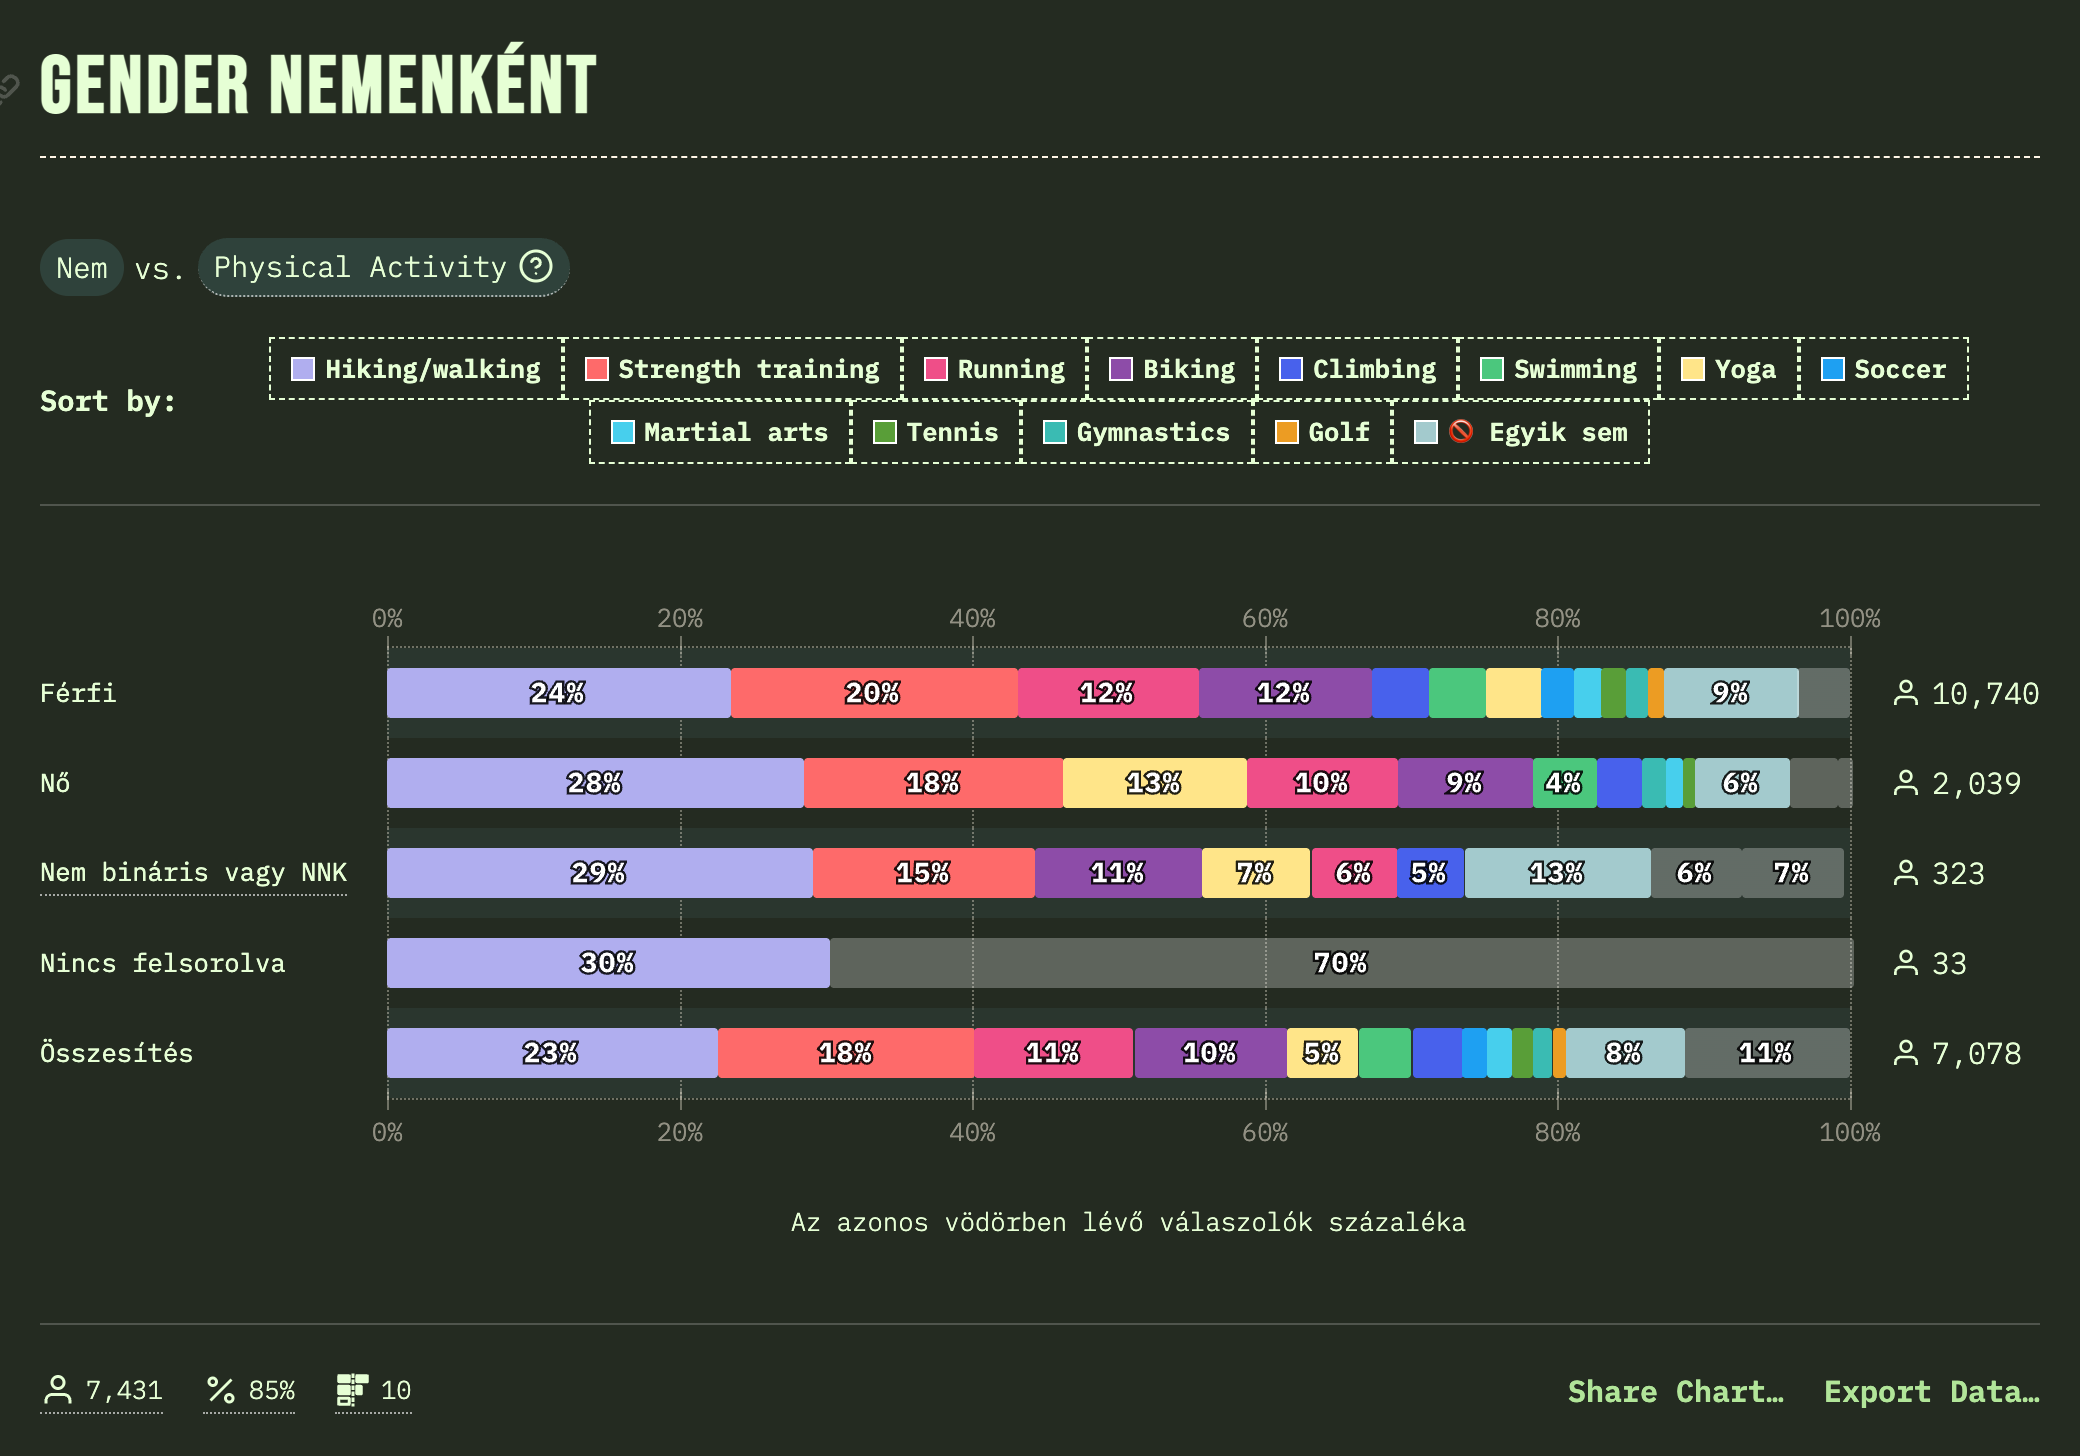 GENDER NEMENKÉNT
Nem vs. Physical Activity ?
Sort by:
Hiking/walking Strength training Running Biking Climbing Swimming Yoga Soccer
Martial arts Tennis Gymnastics Golf 🚫 Egyik sem
0% 20% 40% 60% 80% 100%
Férfi 24% 20% 12% 12% 9% 10,740
Nő 28% 18% 13% 10% 9% 4% 6% 2,039
Nem bináris vagy NNK 29% 15% 11% 7% 6% 5% 13% 6% 7% 323
Nincs felsorolva 30% 70% 33
Összesítés 23% 18% 11% 10% 5% 8% 11% 7,078
0% 20% 40% 60% 80% 100%
Az azonos vödörben lévő válaszolók százaléka
7,431 85% 10 Share Chart… Export Data…